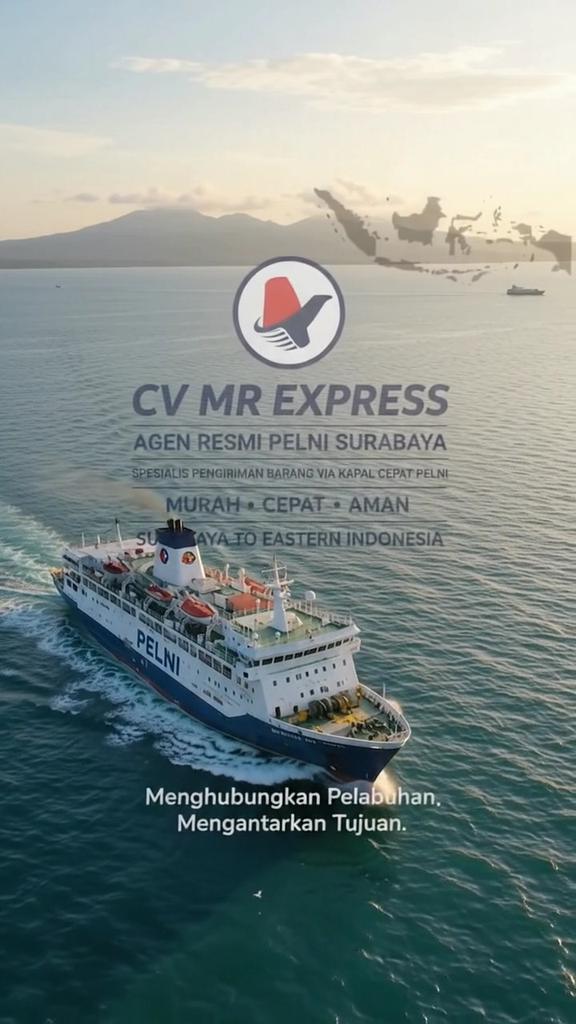 CV MR EXPRESS
AGEN RESMI PELNI SURABAYA
SPESIALIS PENGIRIMAN BARANG VIA KAPAL CEPAT PELNI
MURAH • CEPAT • AMAN
SURABAYA TO EASTERN INDONESIA
PELNI
Menghubungkan Pelabuhan,
Mengantarkan Tujuan.